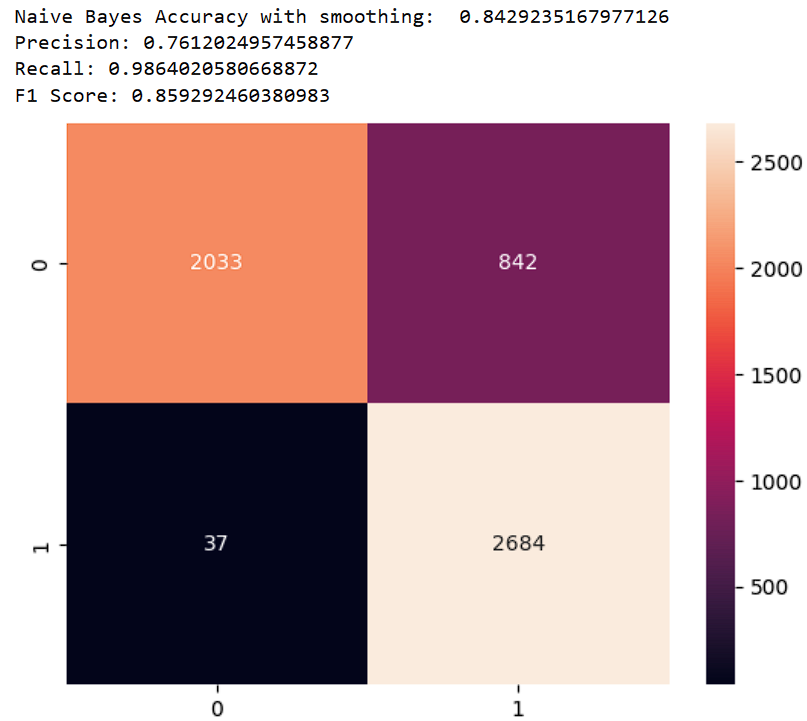 Naive Bayes Accuracy with smoothing:  0.8429235167977126
Precision: 0.7612024957458877
Recall: 0.9864020580668872
F1 Score: 0.859292460380983
2500
0 2033 842
2000
1500
1000
1 37 2684
500
0 1